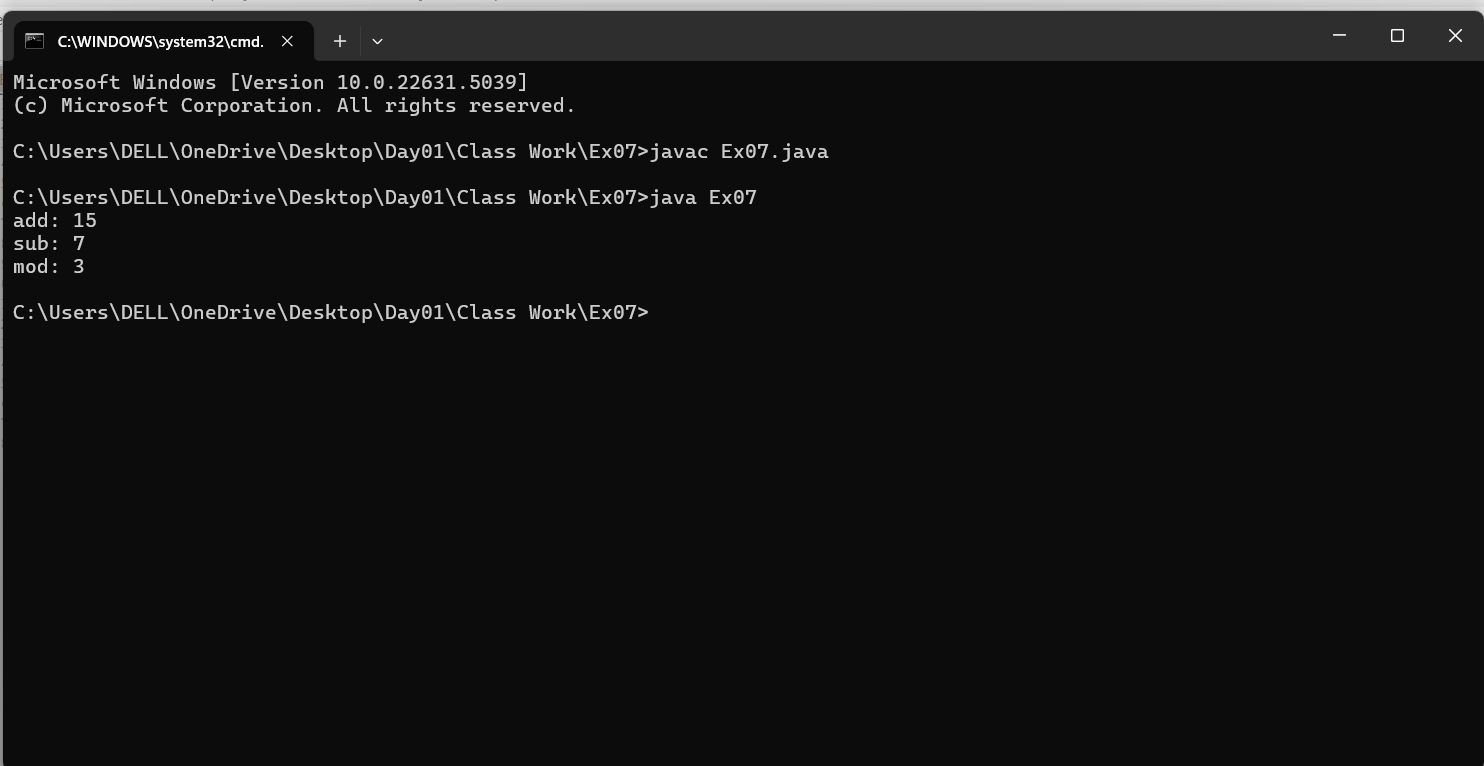 C:\WINDOWS\system32\cmd.
Microsoft Windows [Version 10.0.22631.5039]
(c) Microsoft Corporation. All rights reserved.
C:\Users\DELL\OneDrive\Desktop\Day01\Class Work\Ex07>javac Ex07.java
C:\Users\DELL\OneDrive\Desktop\Day01\Class Work\Ex07>java Ex07
add: 15
sub: 7
mod: 3
C:\Users\DELL\OneDrive\Desktop\Day01\Class Work\Ex07>